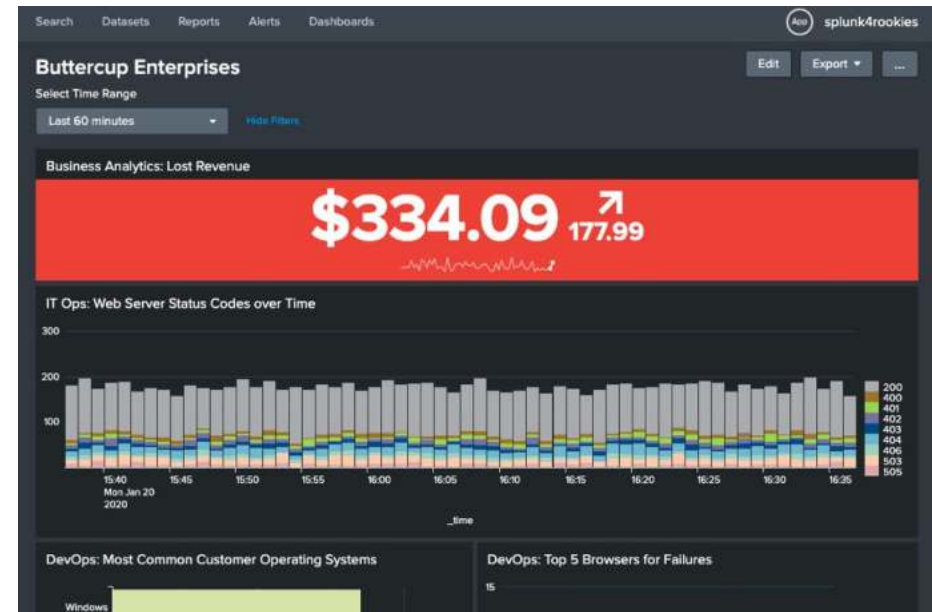 Search Datasets Reports Alerts Dashboards App splunk4rookies
Buttercup Enterprises Edit Export ...
Select Time Range
Last 60 minutes Hide Filters
Business Analytics: Lost Revenue
$334.09 177.99
IT Ops: Web Server Status Codes over Time
300
200
100
200
400
401
402
403
404
406
503
505
15:40 15:45 15:50 15:55 16:00 16:05 16:10 16:15 16:20 16:25 16:30 16:35
Mon Jan 20
2020
_time
DevOps: Most Common Customer Operating Systems DevOps: Top 5 Browsers for Failures
15
Windows